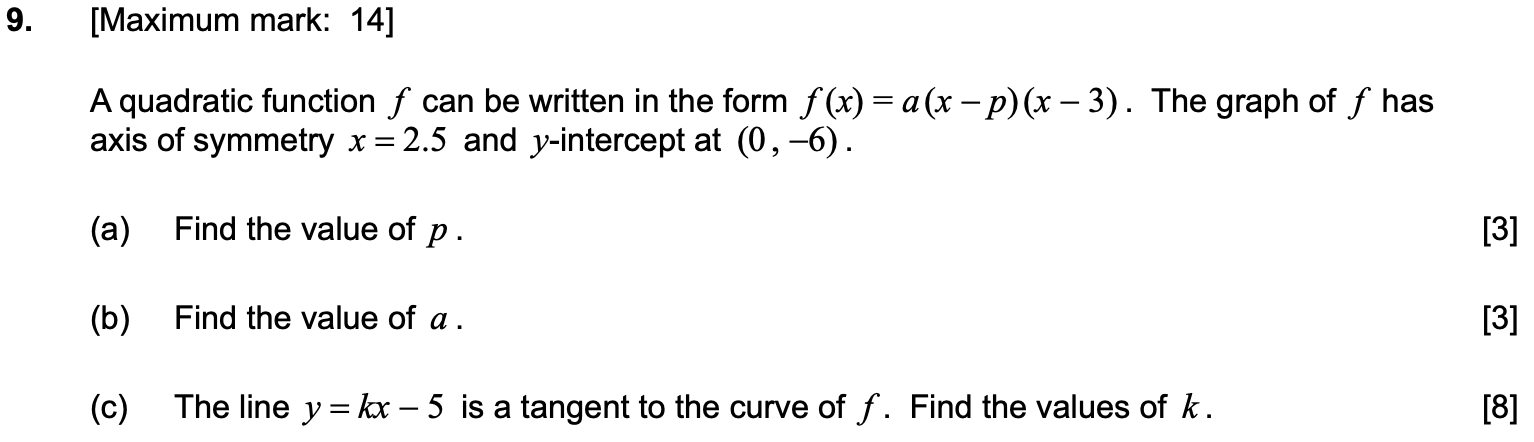 9. [Maximum mark: 14]
A quadratic function f can be written in the form f(x) = a(x − p)(x − 3). The graph of f has
axis of symmetry x = 2.5 and y-intercept at (0, −6).
(a) Find the value of p. [3]
(b) Find the value of a. [3]
(c) The line y = kx − 5 is a tangent to the curve of f. Find the values of k. [8]